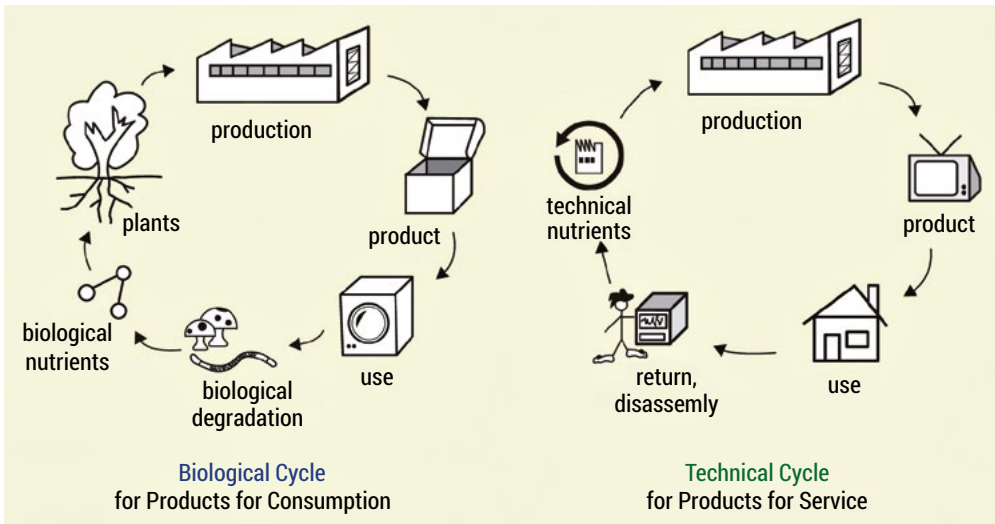 production
plants
product
biological
nutrients
biological
degradation
use
Biological Cycle
for Products for Consumption
production
technical
nutrients
product
return,
disassemly
use
Technical Cycle
for Products for Service